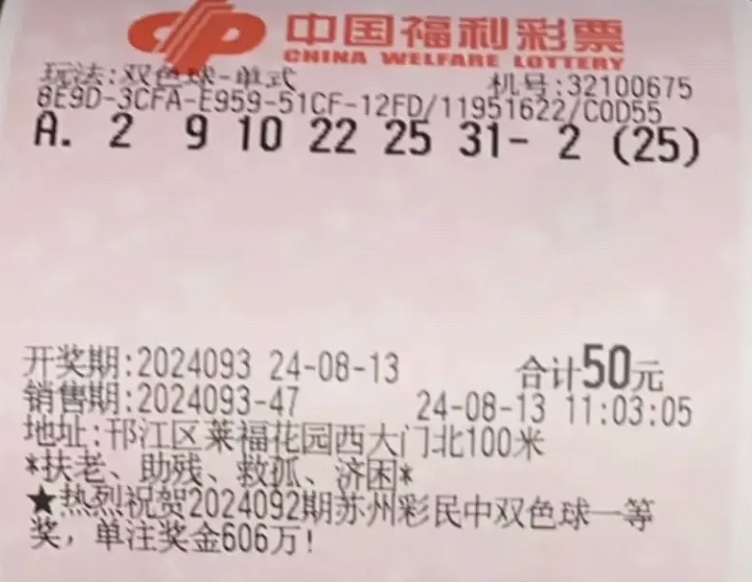 中国福利彩票
CHINA WELFARE LOTTERY
玩法:双色球-单式 机号:32100675
8E9D-3CFA-E959-51CF-12FD/11951622/C0D55
A. 2 9 10 22 25 31- 2 (25)
开奖期:2024093 24-08-13 合计50元
销售期:2024093-47 24-08-13 11:03:05
地址:邗江区莱福花园西大门北100米
*扶老、助残、救孤、济困*
★热烈祝贺2024092期苏州彩民中双色球一等
奖，单注奖金606万!